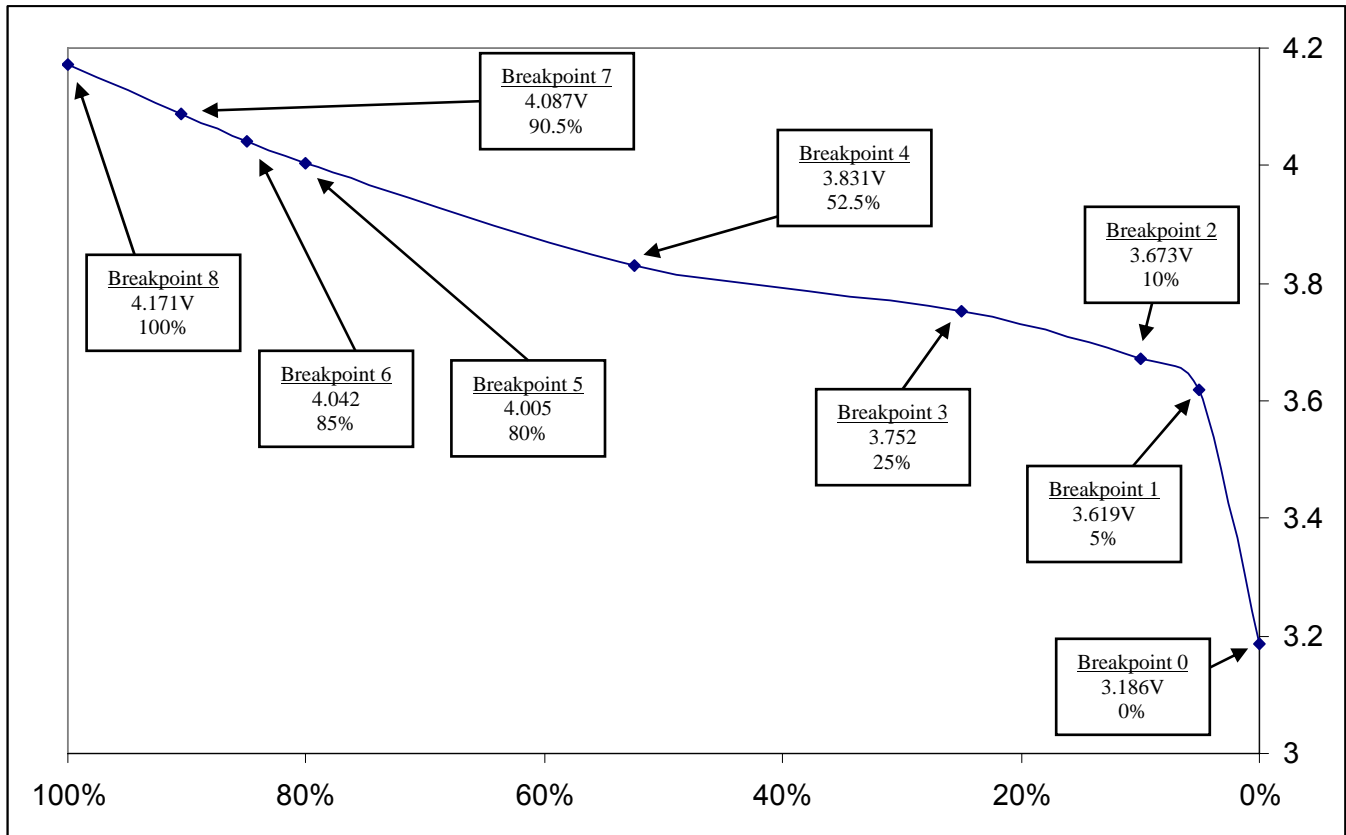 4.2
Breakpoint 7
4.087V
90.5%
Breakpoint 4
3.831V
52.5%
4
Breakpoint 2
3.673V
10%
Breakpoint 8
4.171V
100%
3.8
Breakpoint 6
4.042
85%
Breakpoint 5
4.005
80%
Breakpoint 3
3.752
25%
3.6
Breakpoint 1
3.619V
5%
3.4
3.2
Breakpoint 0
3.186V
0%
3
100% 80% 60% 40% 20% 0%